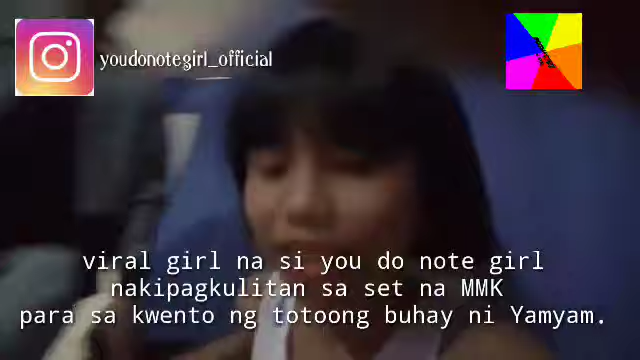 youdonotegirl_official
viral girl na si you do note girl
nakipagkulitan sa set na MMK
para sa kwento ng totoong buhay ni Yamyam.